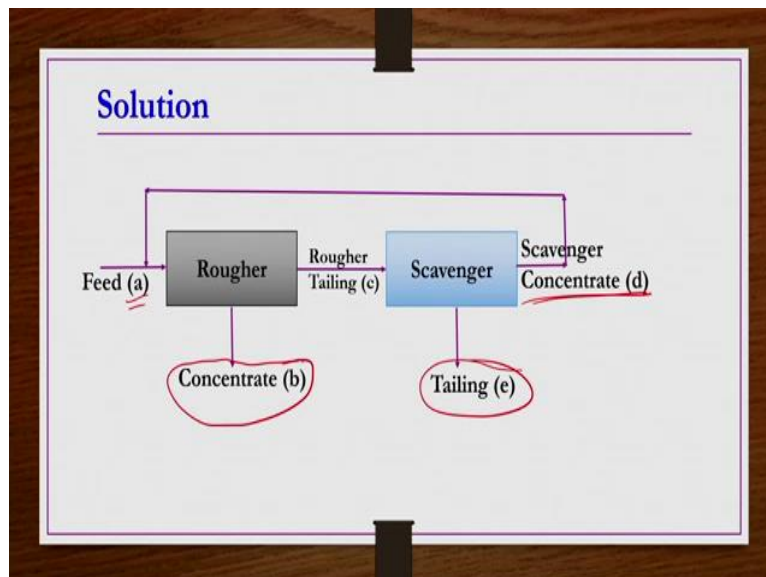 Solution
Feed (a)
Rougher
Rougher
Tailing (c)
Scavenger
Scavenger
Concentrate (d)
Concentrate (b)
Tailing (e)